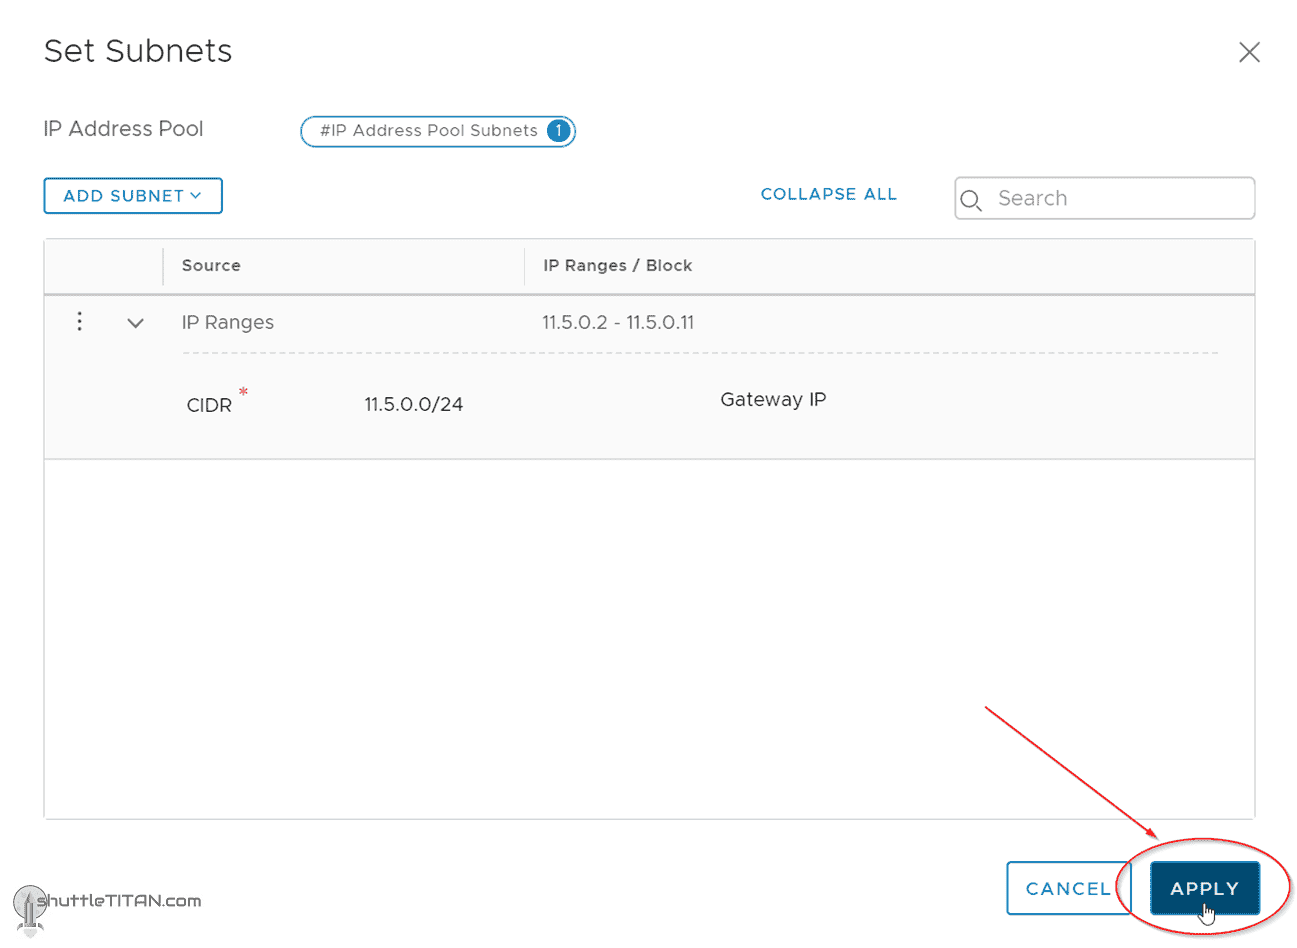 Set Subnets
IP Address Pool #IP Address Pool Subnets 1
ADD SUBNET COLLAPSE ALL Search
Source IP Ranges / Block
IP Ranges 11.5.0.2 - 11.5.0.11
CIDR * 11.5.0.0/24 Gateway IP
CANCEL APPLY
shuttleTITAN.com